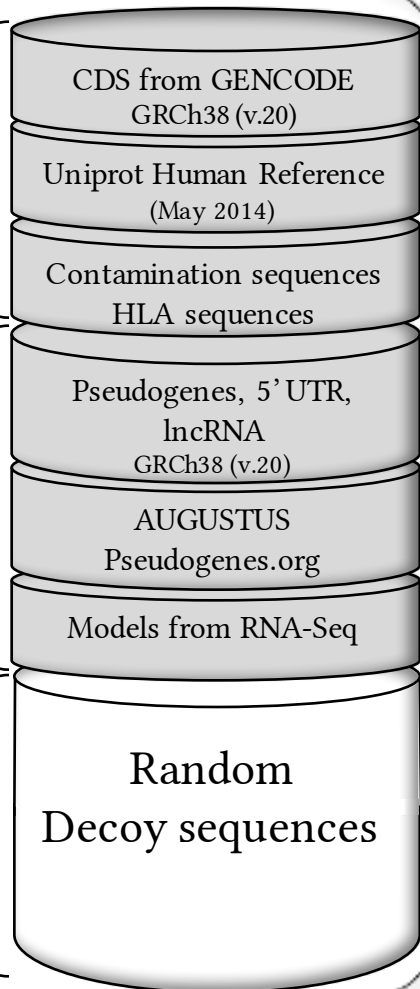 CDS from GENCODE
GRCh38 (v.20)
Uniprot Human Reference
(May 2014)
Contamination sequences
HLA sequences
Pseudogenes, 5’ UTR,
lncRNA
GRCh38 (v.20)
AUGUSTUS
Pseudogenes.org
Models from RNA-Seq
Random
Decoy sequences